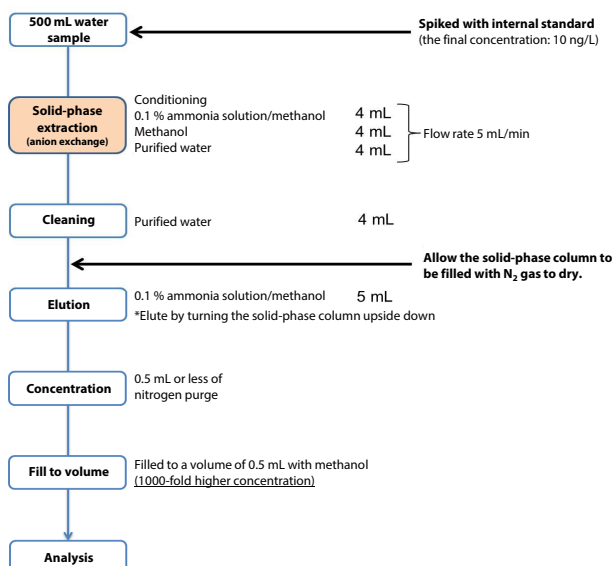 500 mL water
sample
Spiked with internal standard
(the final concentration: 10 ng/L)
Solid-phase
extraction
(anion exchange)
Conditioning
0.1 % ammonia solution/methanol 4 mL
Methanol 4 mL
Purified water 4 mL
Flow rate 5 mL/min
Cleaning
Purified water 4 mL
Allow the solid-phase column to
be filled with N₂ gas to dry.
Elution
0.1 % ammonia solution/methanol 5 mL
*Elute by turning the solid-phase column upside down
Concentration
0.5 mL or less of
nitrogen purge
Fill to volume
Filled to a volume of 0.5 mL with methanol
(1000-fold higher concentration)
Analysis